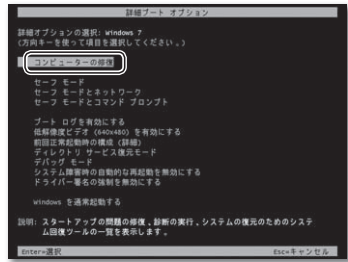 詳細ブート オプション
詳細オプションの選択: Windows 7
(方向キーを使って項目を選択してください。)
コンピューターの修復
セーフ モード
セーフ モードとネットワーク
セーフ モードとコマンド プロンプト
ブート ログを有効にする
低解像度ビデオ (640x480) を有効にする
前回正常起動時の構成 (詳細)
ディレクトリ サービス復元モード
デバッグ モード
システム障害時の自動的な再起動を無効にする
ドライバー署名の強制を無効にする
Windows を通常起動する
説明: スタートアップの問題の修復、診断の実行、システムの復元のためのシステ
ム回復ツールの一覧を表示します。
Enter=選択 Esc=キャンセル